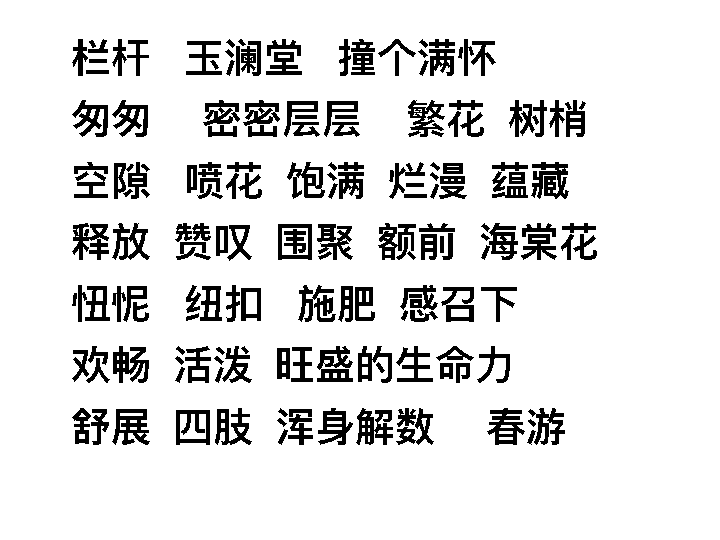 栏杆 玉澜堂 撞个满怀
匆匆 密密层层 繁花 树梢
空隙 喷花 饱满 烂漫 蕴藏
释放 赞叹 围聚 额前 海棠花
忸怩 纽扣 施肥 感召下
欢畅 活泼 旺盛的生命力
舒展 四肢 浑身解数 春游